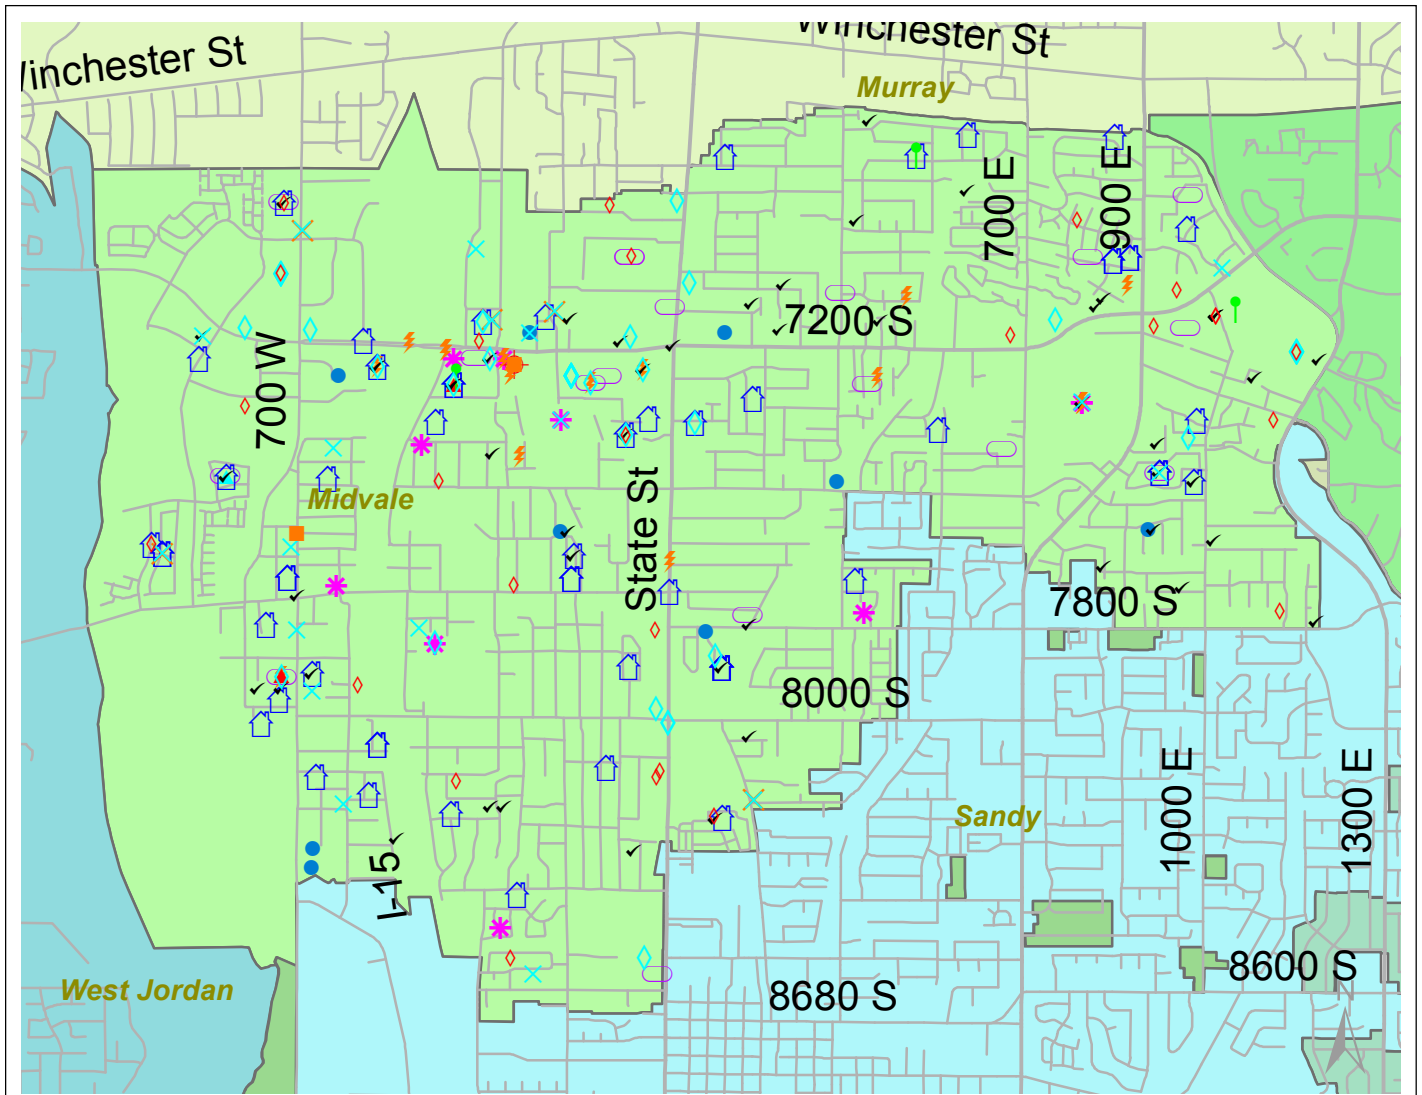 Winchester St
Winchester St
Murray
700 E
900 E
7200 S
700 W
Midvale
State St
7800 S
8000 S
1000 E
1300 E
Sandy
I-15
8600 S
West Jordan
8680 S